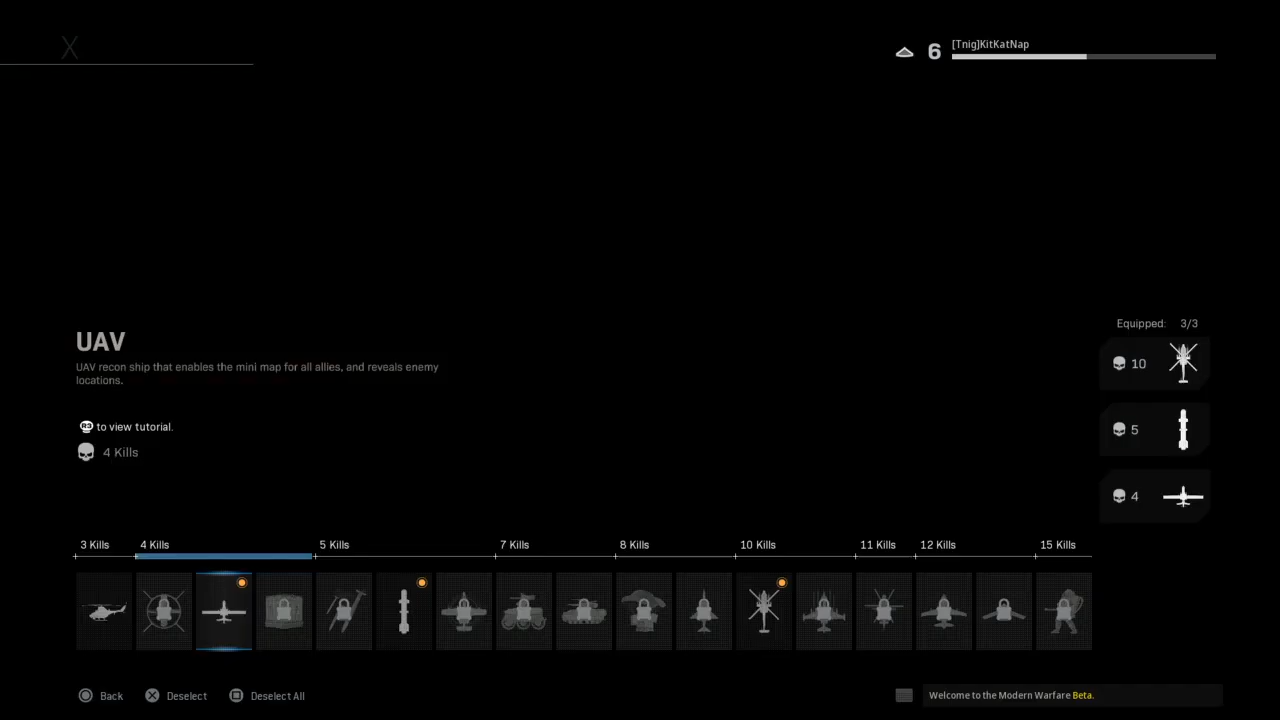 X
6
[Tnig]KitKatNap
UAV
UAV recon ship that enables the mini map for all allies, and reveals enemy
locations.
R3 to view tutorial.
4 Kills
Equipped: 3/3
10
5
4
3 Kills
4 Kills
5 Kills
7 Kills
8 Kills
10 Kills
11 Kills
12 Kills
15 Kills
Back
Deselect
Deselect All
Welcome to the Modern Warfare Beta.